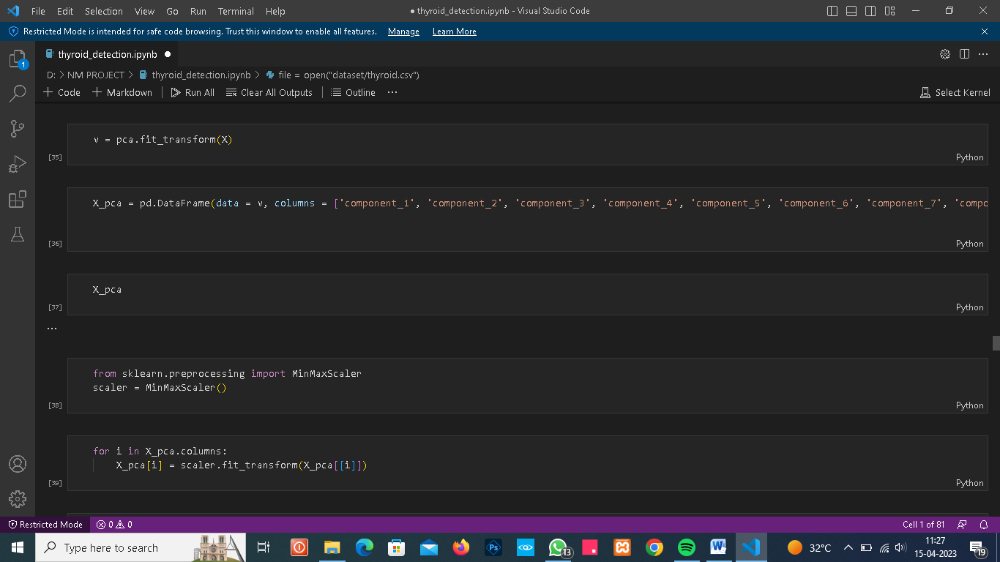 File Edit Selection View Go Run Terminal Help ● thyroid_detection.ipynb - Visual Studio Code
Restricted Mode is intended for safe code browsing. Trust this window to enable all features. Manage Learn More
1
thyroid_detection.ipynb ●
D: > NM PROJECT > thyroid_detection.ipynb > file = open("dataset/thyroid.csv")
+ Code + Markdown Run All Clear All Outputs Outline ... Select Kernel
v = pca.fit_transform(X)
[35] Python
X_pca = pd.DataFrame(data = v, columns = ['component_1', 'component_2', 'component_3', 'component_4', 'component_5', 'component_6', 'component_7', 'compo
[36] Python
X_pca
[37] Python
...
from sklearn.preprocessing import MinMaxScaler
scaler = MinMaxScaler()
[38] Python
for i in X_pca.columns:
    X_pca[i] = scaler.fit_transform(X_pca[[i]])
[39] Python
Restricted Mode 0 0 Cell 1 of 81
Type here to search Ps 13 W 32°C 11:27
15-04-2023 19